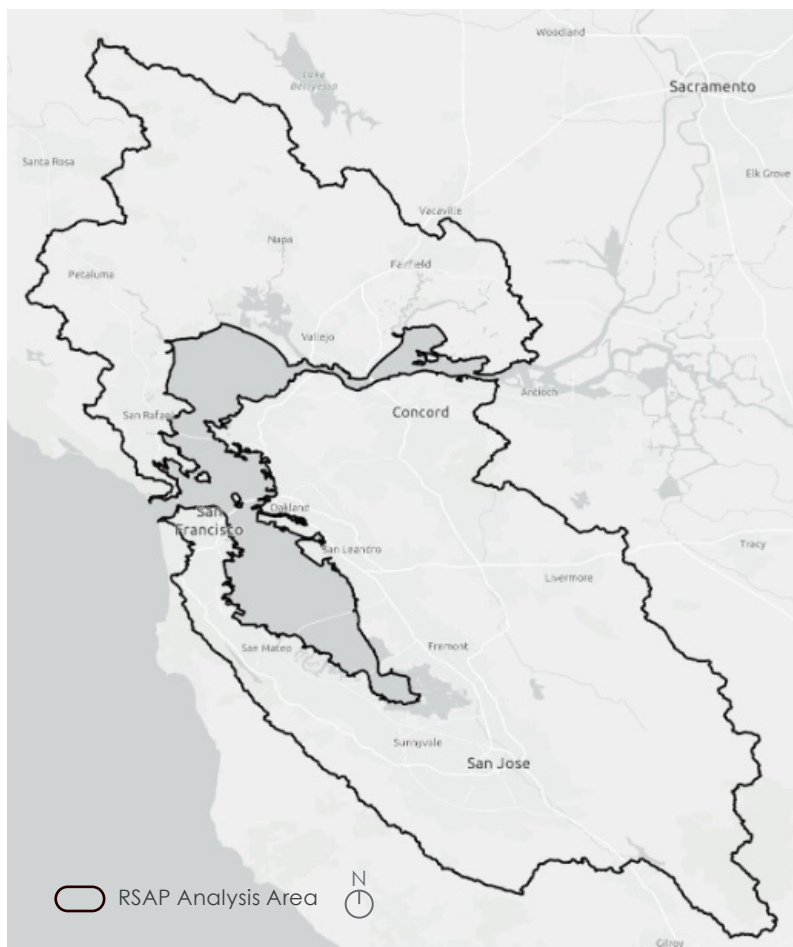 Woodland
Lake
Berryessa
Sacramento
Santa Rosa
Elk Grove
Vacaville
Napa
Fairfield
Petaluma
Vallejo
Antioch
San Rafael
Concord
San
Francisco
Oakland
San Leandro
Tracy
Livermore
San Mateo
Fremont
Sunnyvale
San Jose
RSAP Analysis Area
N
Gilroy